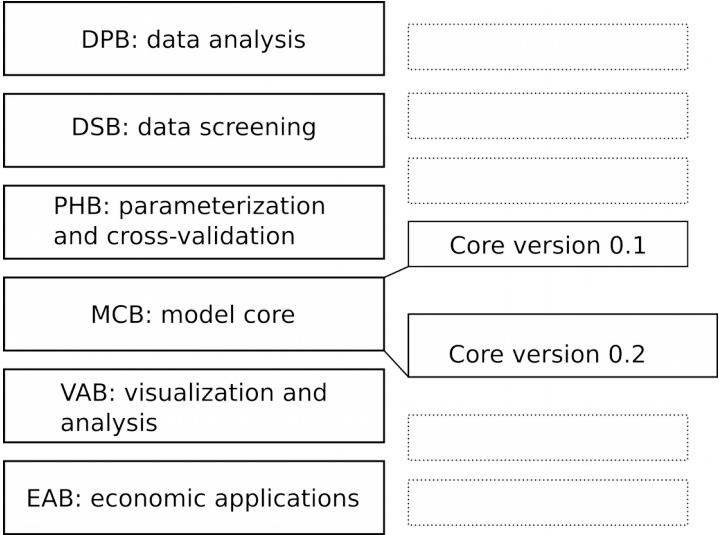 DPB: data analysis
DSB: data screening
PHB: parameterization
and cross-validation
Core version 0.1
MCB: model core
Core version 0.2
VAB: visualization and
analysis
EAB: economic applications